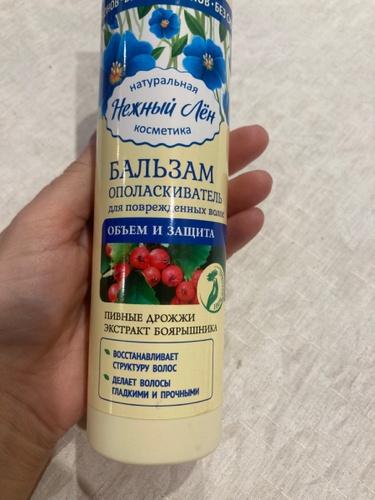 натуральная
Нежный Лён
косметика
БАЛЬЗАМ
ОПОЛАСКИВАТЕЛЬ
для поврежденных волос
ОБЪЕМ И ЗАЩИТА
ПИВНЫЕ ДРОЖЖИ
ЭКСТРАКТ БОЯРЫШНИКА
ВОССТАНАВЛИВАЕТ
СТРУКТУРУ ВОЛОС
ДЕЛАЕТ ВОЛОСЫ
ГЛАДКИМИ И ПРОЧНЫМИ